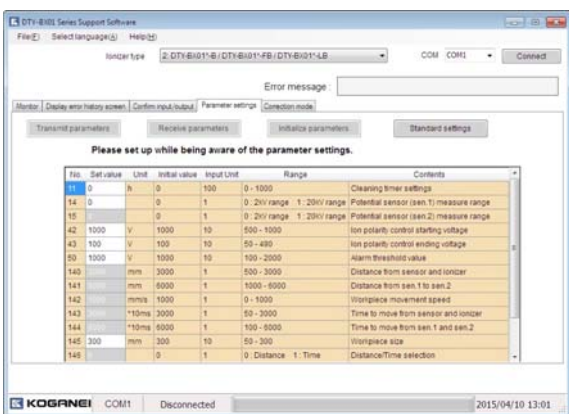 DTY-BX01 Series Support Software
File(F) Select language(A) Help(H)
Ionizer type 2: DTY-BX01*-B / DTY-BX01*-FB / DTY-BX01*-LB COM COM1 Connect
Error message :
Monitor Display error history screen Confirm input/output Parameter settings Correction mode
Transmit parameters Receive parameters Initialize parameters Standard settings
Please set up while being aware of the parameter settings.
No. Set value Unit Initial value Input Unit Range Contents
11 0 h 0 100 0 - 1000 Cleaning timer settings
14 0 0 1 0 : 2kV range 1 : 20kV range Potential sensor (sen.1) measure range
15 0 1 0 : 2kV range 1 : 20kV range Potential sensor (sen.2) measure range
42 1000 V 1000 10 500 - 1000 Ion polarity control starting voltage
43 100 V 100 10 50 - 480 Ion polarity control ending voltage
50 1000 V 1000 10 100 - 2000 Alarm threshold value
140 mm 3000 1 500 - 3000 Distance from sensor and ionizer
141 mm 6000 1 1000 - 6000 Distance from sen.1 to sen.2
142 mm/s 1000 1 0 - 1000 Workpiece movement speed
143 *10ms 3000 1 50 - 3000 Time to move from sensor and ionizer
144 *10ms 6000 1 100 - 6000 Time to move from sen.1 and sen.2
145 300 mm 300 10 50 - 300 Workpiece size
146 0 1 0 : Distance 1 : Time Distance/Time selection
KOGANEI COM1 Disconnected 2015/04/10 13:01